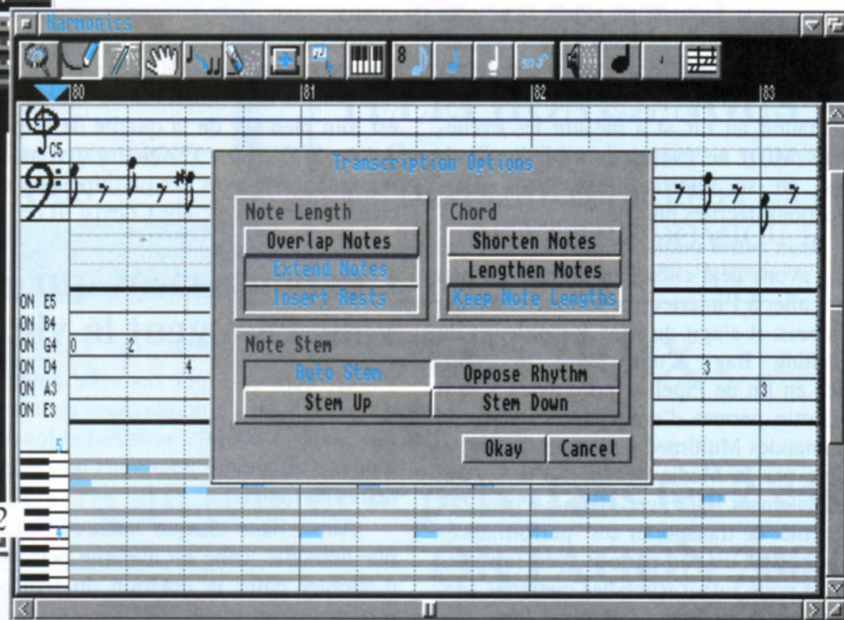 Harmonics
8
80 81 82 83
C5
Transcription Options
Note Length
Chord
Overlap Notes
Shorten Notes
Extend Notes
Lengthen Notes
Insert Rests
Keep Note Lengths
Note Stem
Auto Stem
Oppose Rhythm
Stem Up
Stem Down
Okay
Cancel
ON E5
ON B4
ON G4 0 2
ON D4 4 3
ON A3 3
ON E3
5
2
4